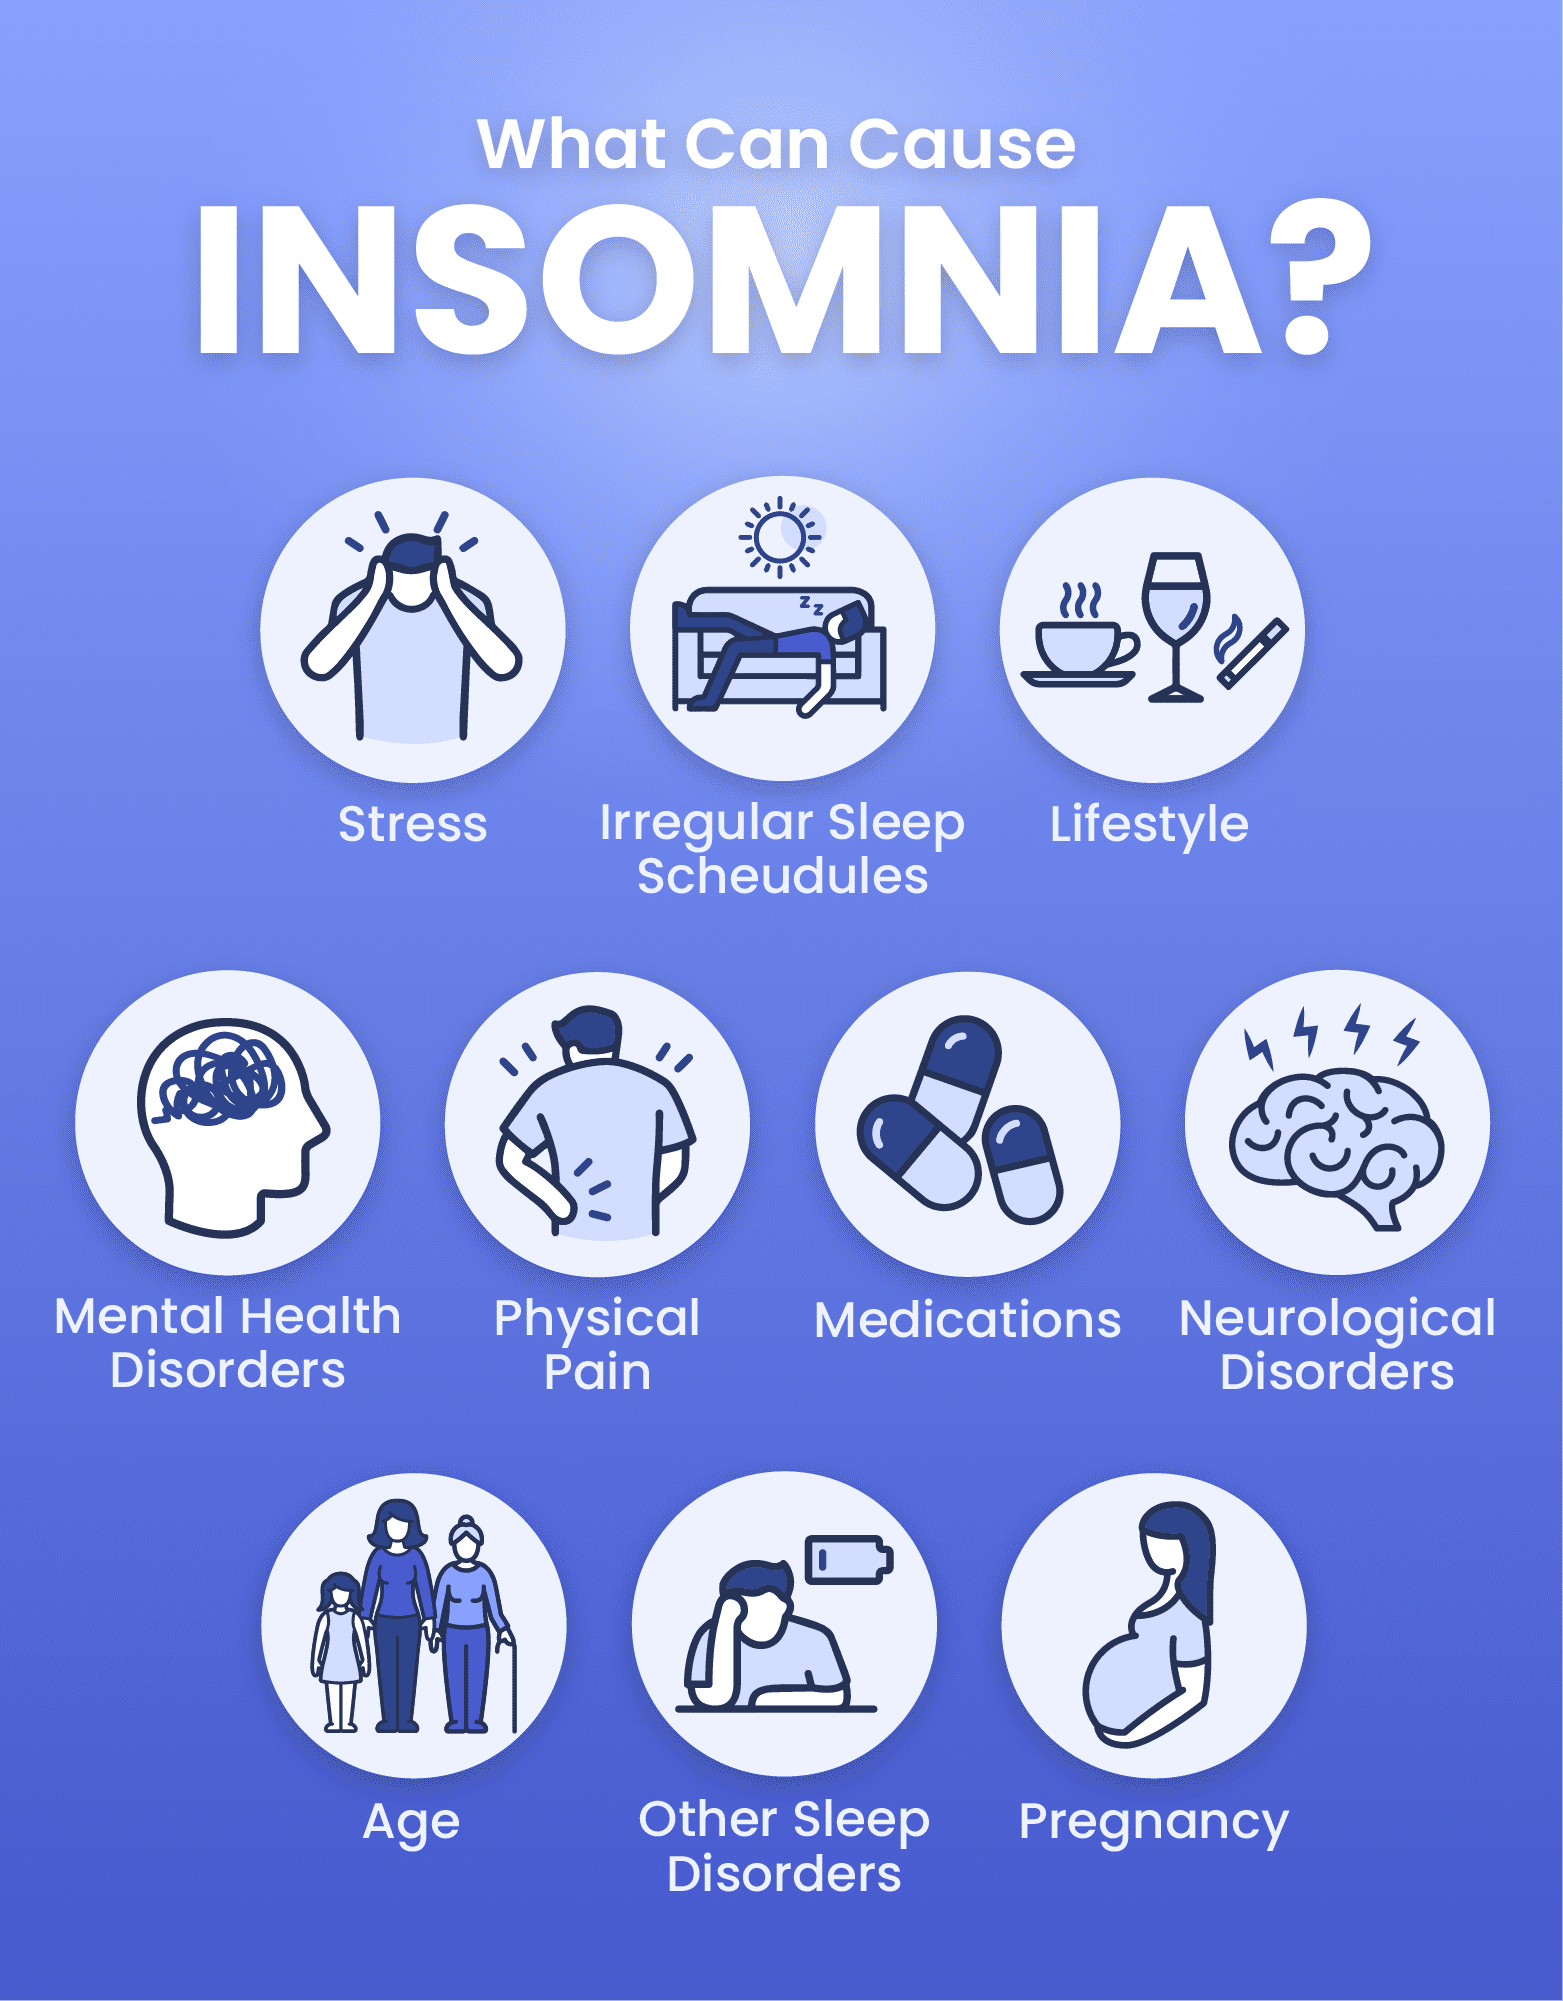 What Can Cause
INSOMNIA?
z z
Stress
Irregular Sleep
Scheudules
Lifestyle
Mental Health
Disorders
Physical
Pain
Medications
Neurological
Disorders
Age
Other Sleep
Disorders
Pregnancy